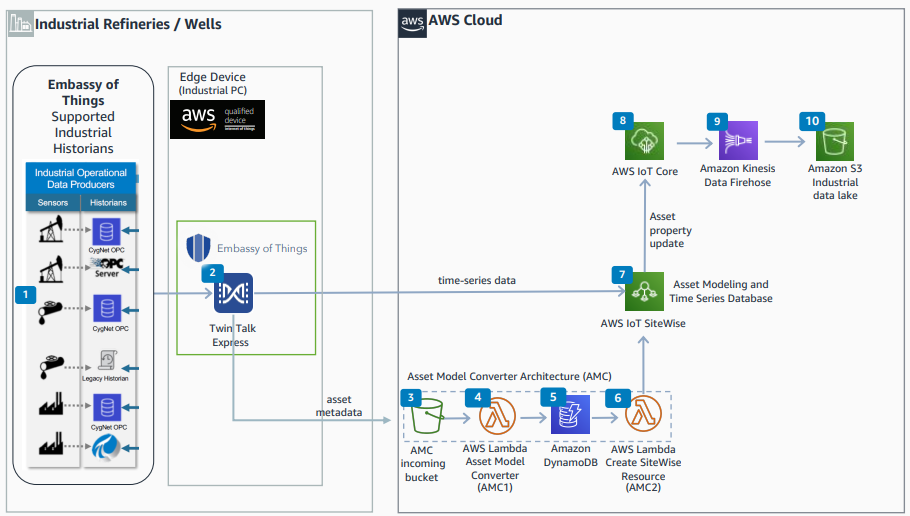 Industrial Refineries / Wells
Embassy of
Things
Supported
Industrial
Historians
Industrial Operational
Data Producers
Sensors
Historians
CygNet OPC
OPC
Server
1
CygNet OPC
Legacy Historian
CygNet OPC
Edge Device
(Industrial PC)
aws
qualified
device
internet of things
Embassy of Things
2
Twin Talk
Express
time-series data
asset
metadata
aws
AWS Cloud
8
AWS IoT Core
9
Amazon Kinesis
Data Firehose
10
Amazon S3
Industrial
data lake
Asset
property
update
7
Asset Modeling and
Time Series Database
AWS IoT SiteWise
Asset Model Converter Architecture (AMC)
3
AMC
incoming
bucket
4
AWS Lambda
Asset Model
Converter
(AMC1)
5
Amazon
DynamoDB
6
AWS Lambda
Create SiteWise
Resource
(AMC2)